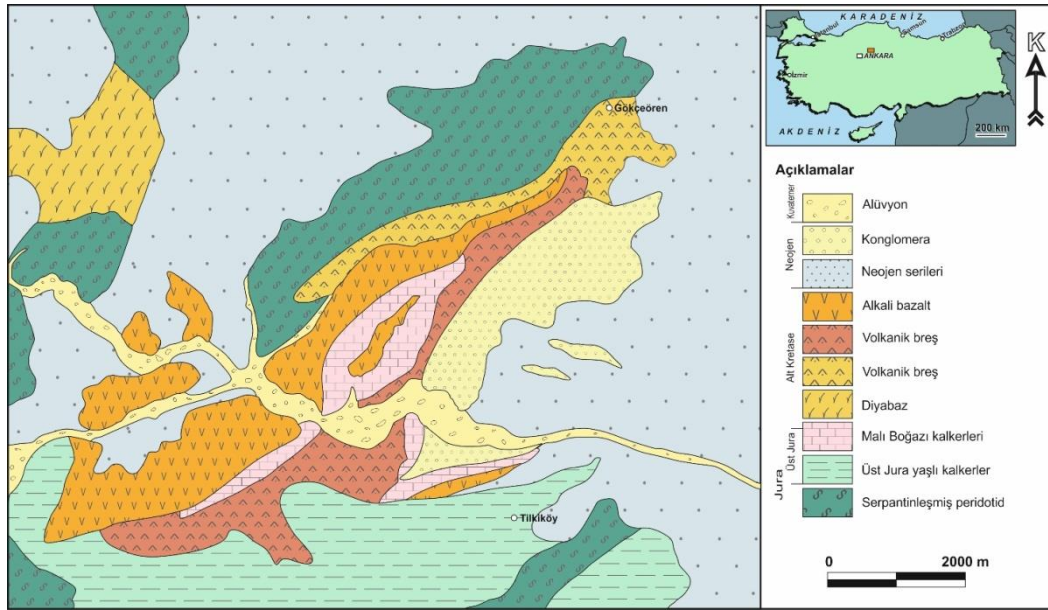 Gökçeören
Tilkiköy
KARADENİZ
İstanbul
Samsun
Trabzon
ANKARA
İzmir
AKDENİZ
200 km
K
Açıklamalar
Kuvaterner
Alüvyon
Neojen
Konglomera
Neojen serileri
Alt Kretase
Alkali bazalt
Volkanik breş
Volkanik breş
Diyabaz
Jura
Üst Jura
Malı Boğazı kalkerleri
Üst Jura yaşlı kalkerler
Serpantinleşmiş peridotid
0 2000 m